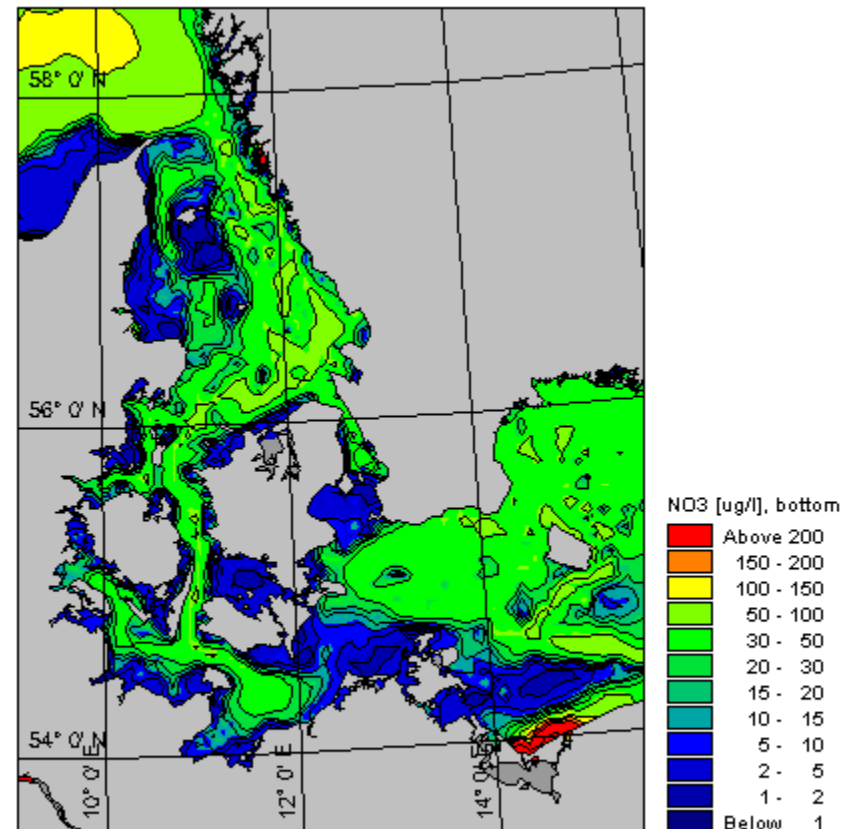 58° 0' N
56° 0' N
54° 0' N
10° 0' E
12° 0' E
14° 0' E
NO3 [ug/l], bottom
Above 200
150 - 200
100 - 150
50 - 100
30 - 50
20 - 30
15 - 20
10 - 15
5 - 10
2 - 5
1 - 2
Below 1